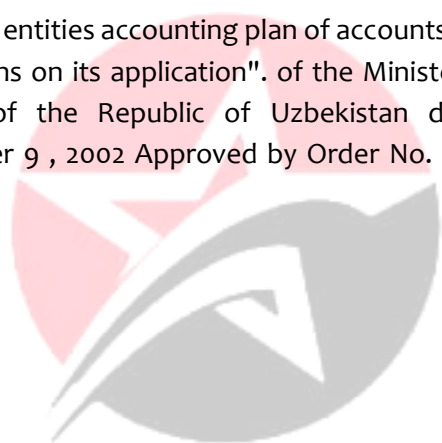 entities accounting plan of accounts
ns on its application". of the Ministe
of the Republic of Uzbekistan d
er 9 , 2002 Approved by Order No.